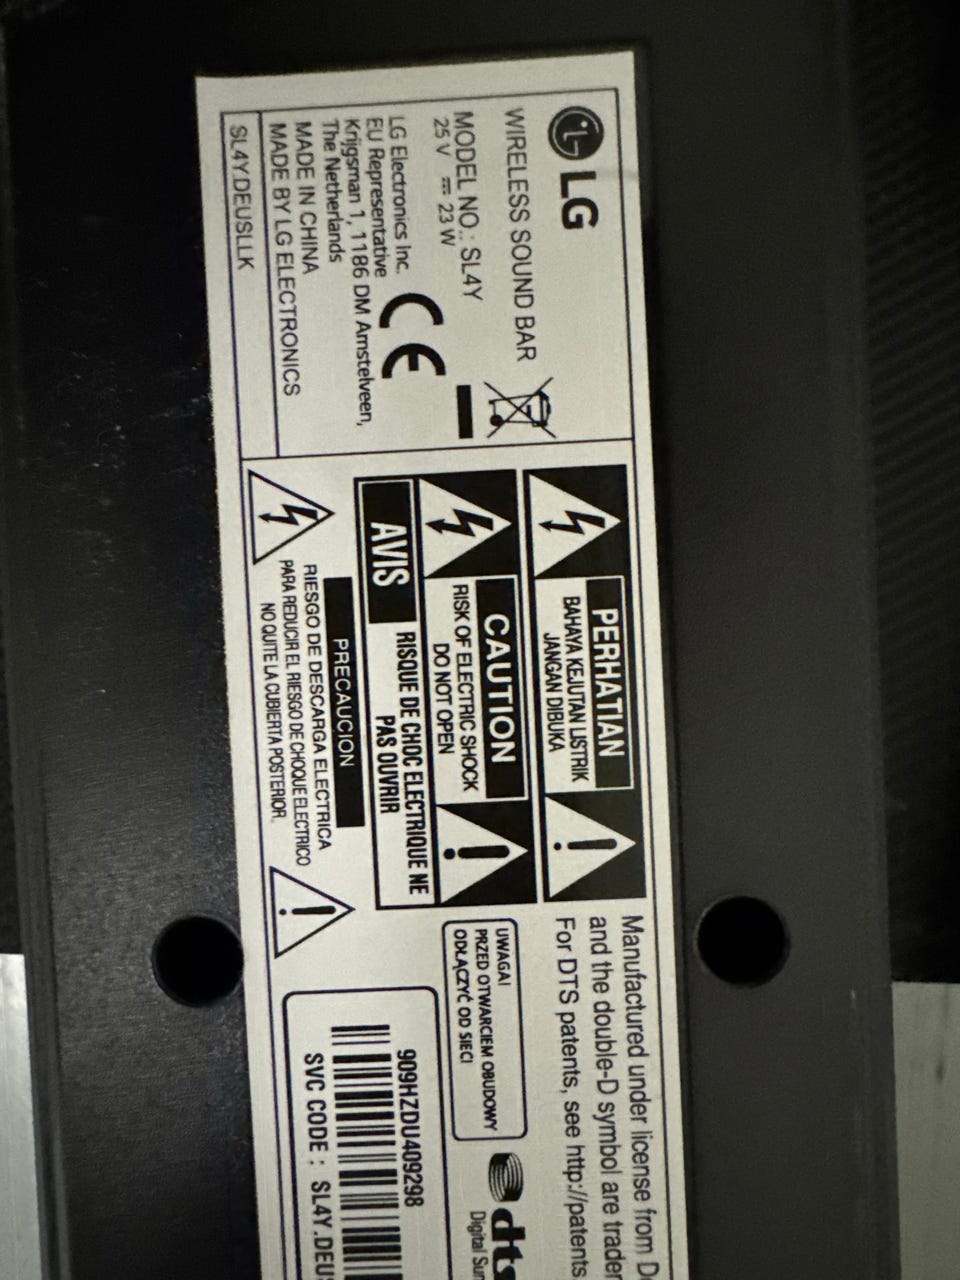 LG
WIRELESS SOUND BAR
MODEL NO.: SL4Y
25 V ⎓ 23 W
LG Electronics Inc.
EU Representative
Krijgsman 1, 1186 DM Amstelveen,
The Netherlands
MADE IN CHINA
MADE BY LG ELECTRONICS
SL4Y.DEUSLLK
CE
PERHATIAN
BAHAYA KEJUTAN LISTRIK
JANGAN DIBUKA
CAUTION
RISK OF ELECTRIC SHOCK
DO NOT OPEN
AVIS
RISQUE DE CHOC ELECTRIQUE NE
PAS OUVRIR
PRECAUCION
RIESGO DE DESCARGA ELECTRICA
PARA REDUCIR EL RIESGO DE CHOQUE ELECTRICO
NO QUITE LA CUBIERTA POSTERIOR.
Manufactured under license from
and the double-D symbol are
For DTS patents, see http://patents
UWAGA!
PRZED OTWARCIEM OBUDOWY
ODŁĄCZYĆ OD SIECI
dts
Digital
909HZDU409298
SVC CODE : SL4Y.DEUS